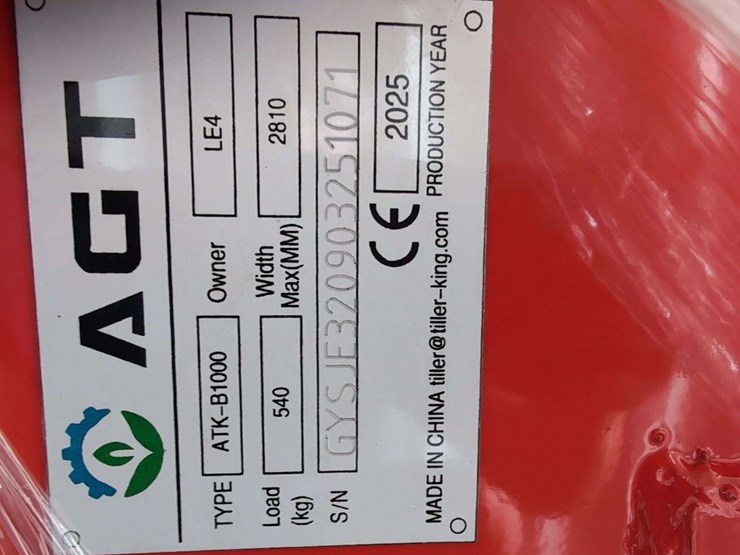 AGT
TYPE ATK-B1000 Owner LE4
Load (kg) 540 Width Max(MM) 2810
S/N GYSJE320903251071
CE 2025
MADE IN CHINA tiller@tiller-king.com PRODUCTION YEAR